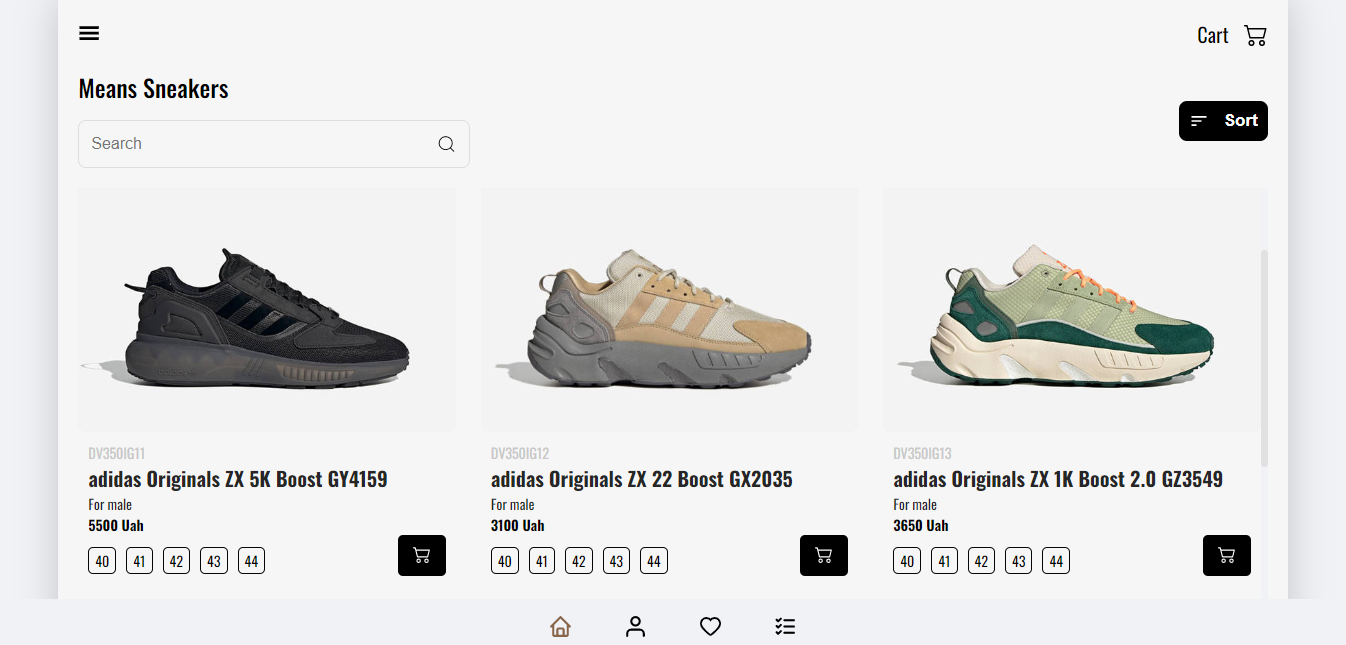 Cart
Means Sneakers
Sort
Search
DV350IG11
adidas Originals ZX 5K Boost GY4159
For male
5500 Uah
40 41 42 43 44
DV350IG12
adidas Originals ZX 22 Boost GX2035
For male
3100 Uah
40 41 42 43 44
DV350IG13
adidas Originals ZX 1K Boost 2.0 GZ3549
For male
3650 Uah
40 41 42 43 44